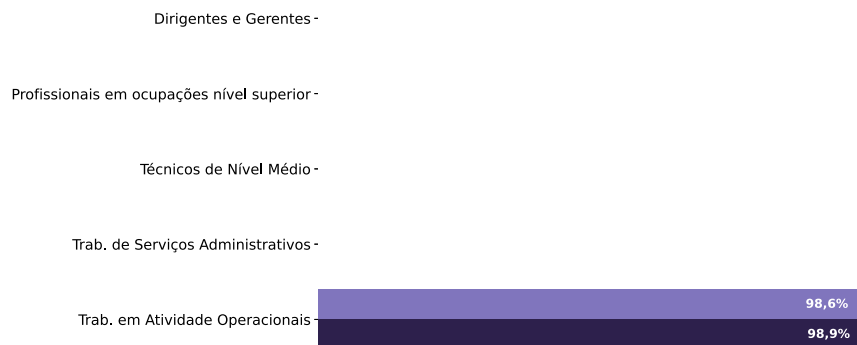 Dirigentes e Gerentes
Profissionais em ocupações nível superior
Técnicos de Nível Médio
Trab. de Serviços Administrativos
98,6%
Trab. em Atividade Operacionais
98,9%